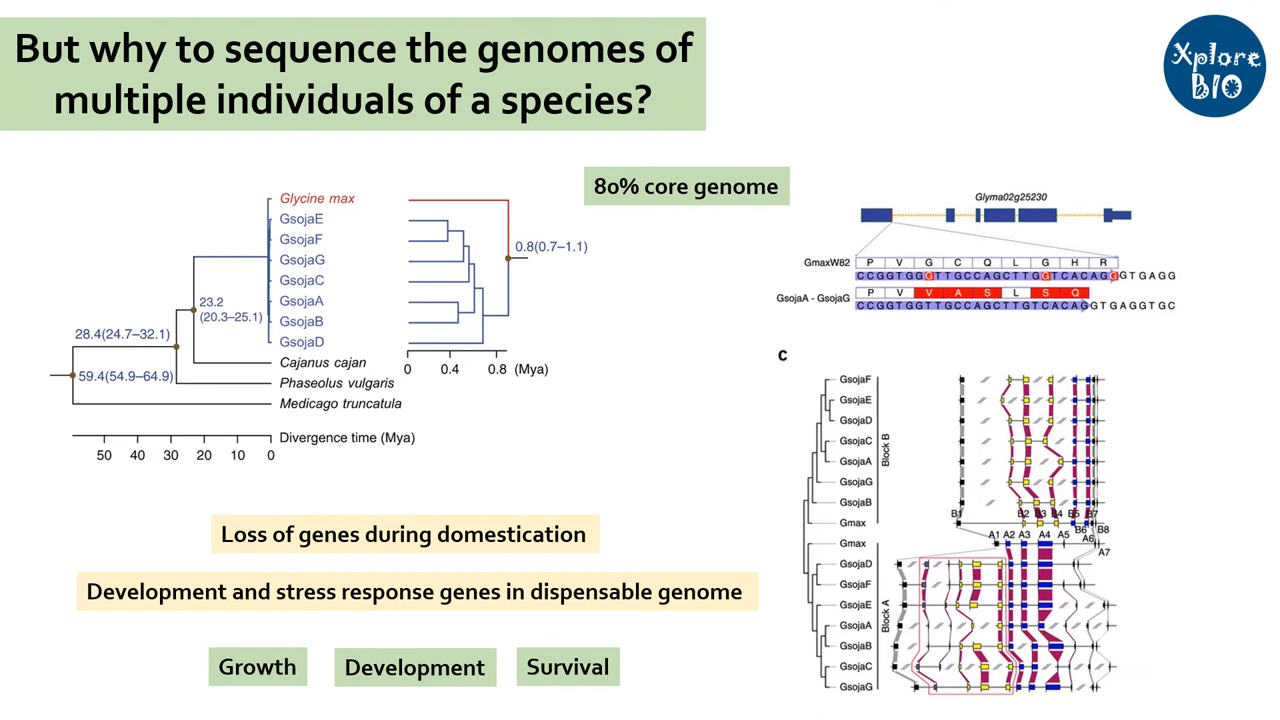 But why to sequence the genomes of
multiple individuals of a species?
Xplore
BIO
80% core genome
Glycine max
GsojaE
GsojaF
GsojaG
GsojaC
GsojaA
GsojaB
GsojaD
Cajanus cajan
Phaseolus vulgaris
Medicago truncatula
0.8(0.7–1.1)
23.2
(20.3–25.1)
28.4(24.7–32.1)
59.4(54.9–64.9)
0 0.4 0.8 (Mya)
Divergence time (Mya)
50 40 30 20 10 0
Glyma02g25230
GmaxW82 P V G C Q L G H R
CCGGTGGGTTGCCAGCTTGGTCACAGGGTGAGG
GsojaA - GsojaG P V V A S L S Q
CCGGTGGTTGCCAGCTTGTCACAGGTGAGGTGC
c
GsojaF
GsojaE
GsojaD
GsojaC
GsojaA
GsojaG
GsojaB
Gmax
Block B
B1 B2 B3 B4 B5 B6 B7 B8
A1 A2 A3 A4 A5 A6 A7
Gmax
GsojaD
GsojaF
GsojaE
GsojaA
GsojaB
GsojaC
GsojaG
Block A
Loss of genes during domestication
Development and stress response genes in dispensable genome
Growth
Development
Survival